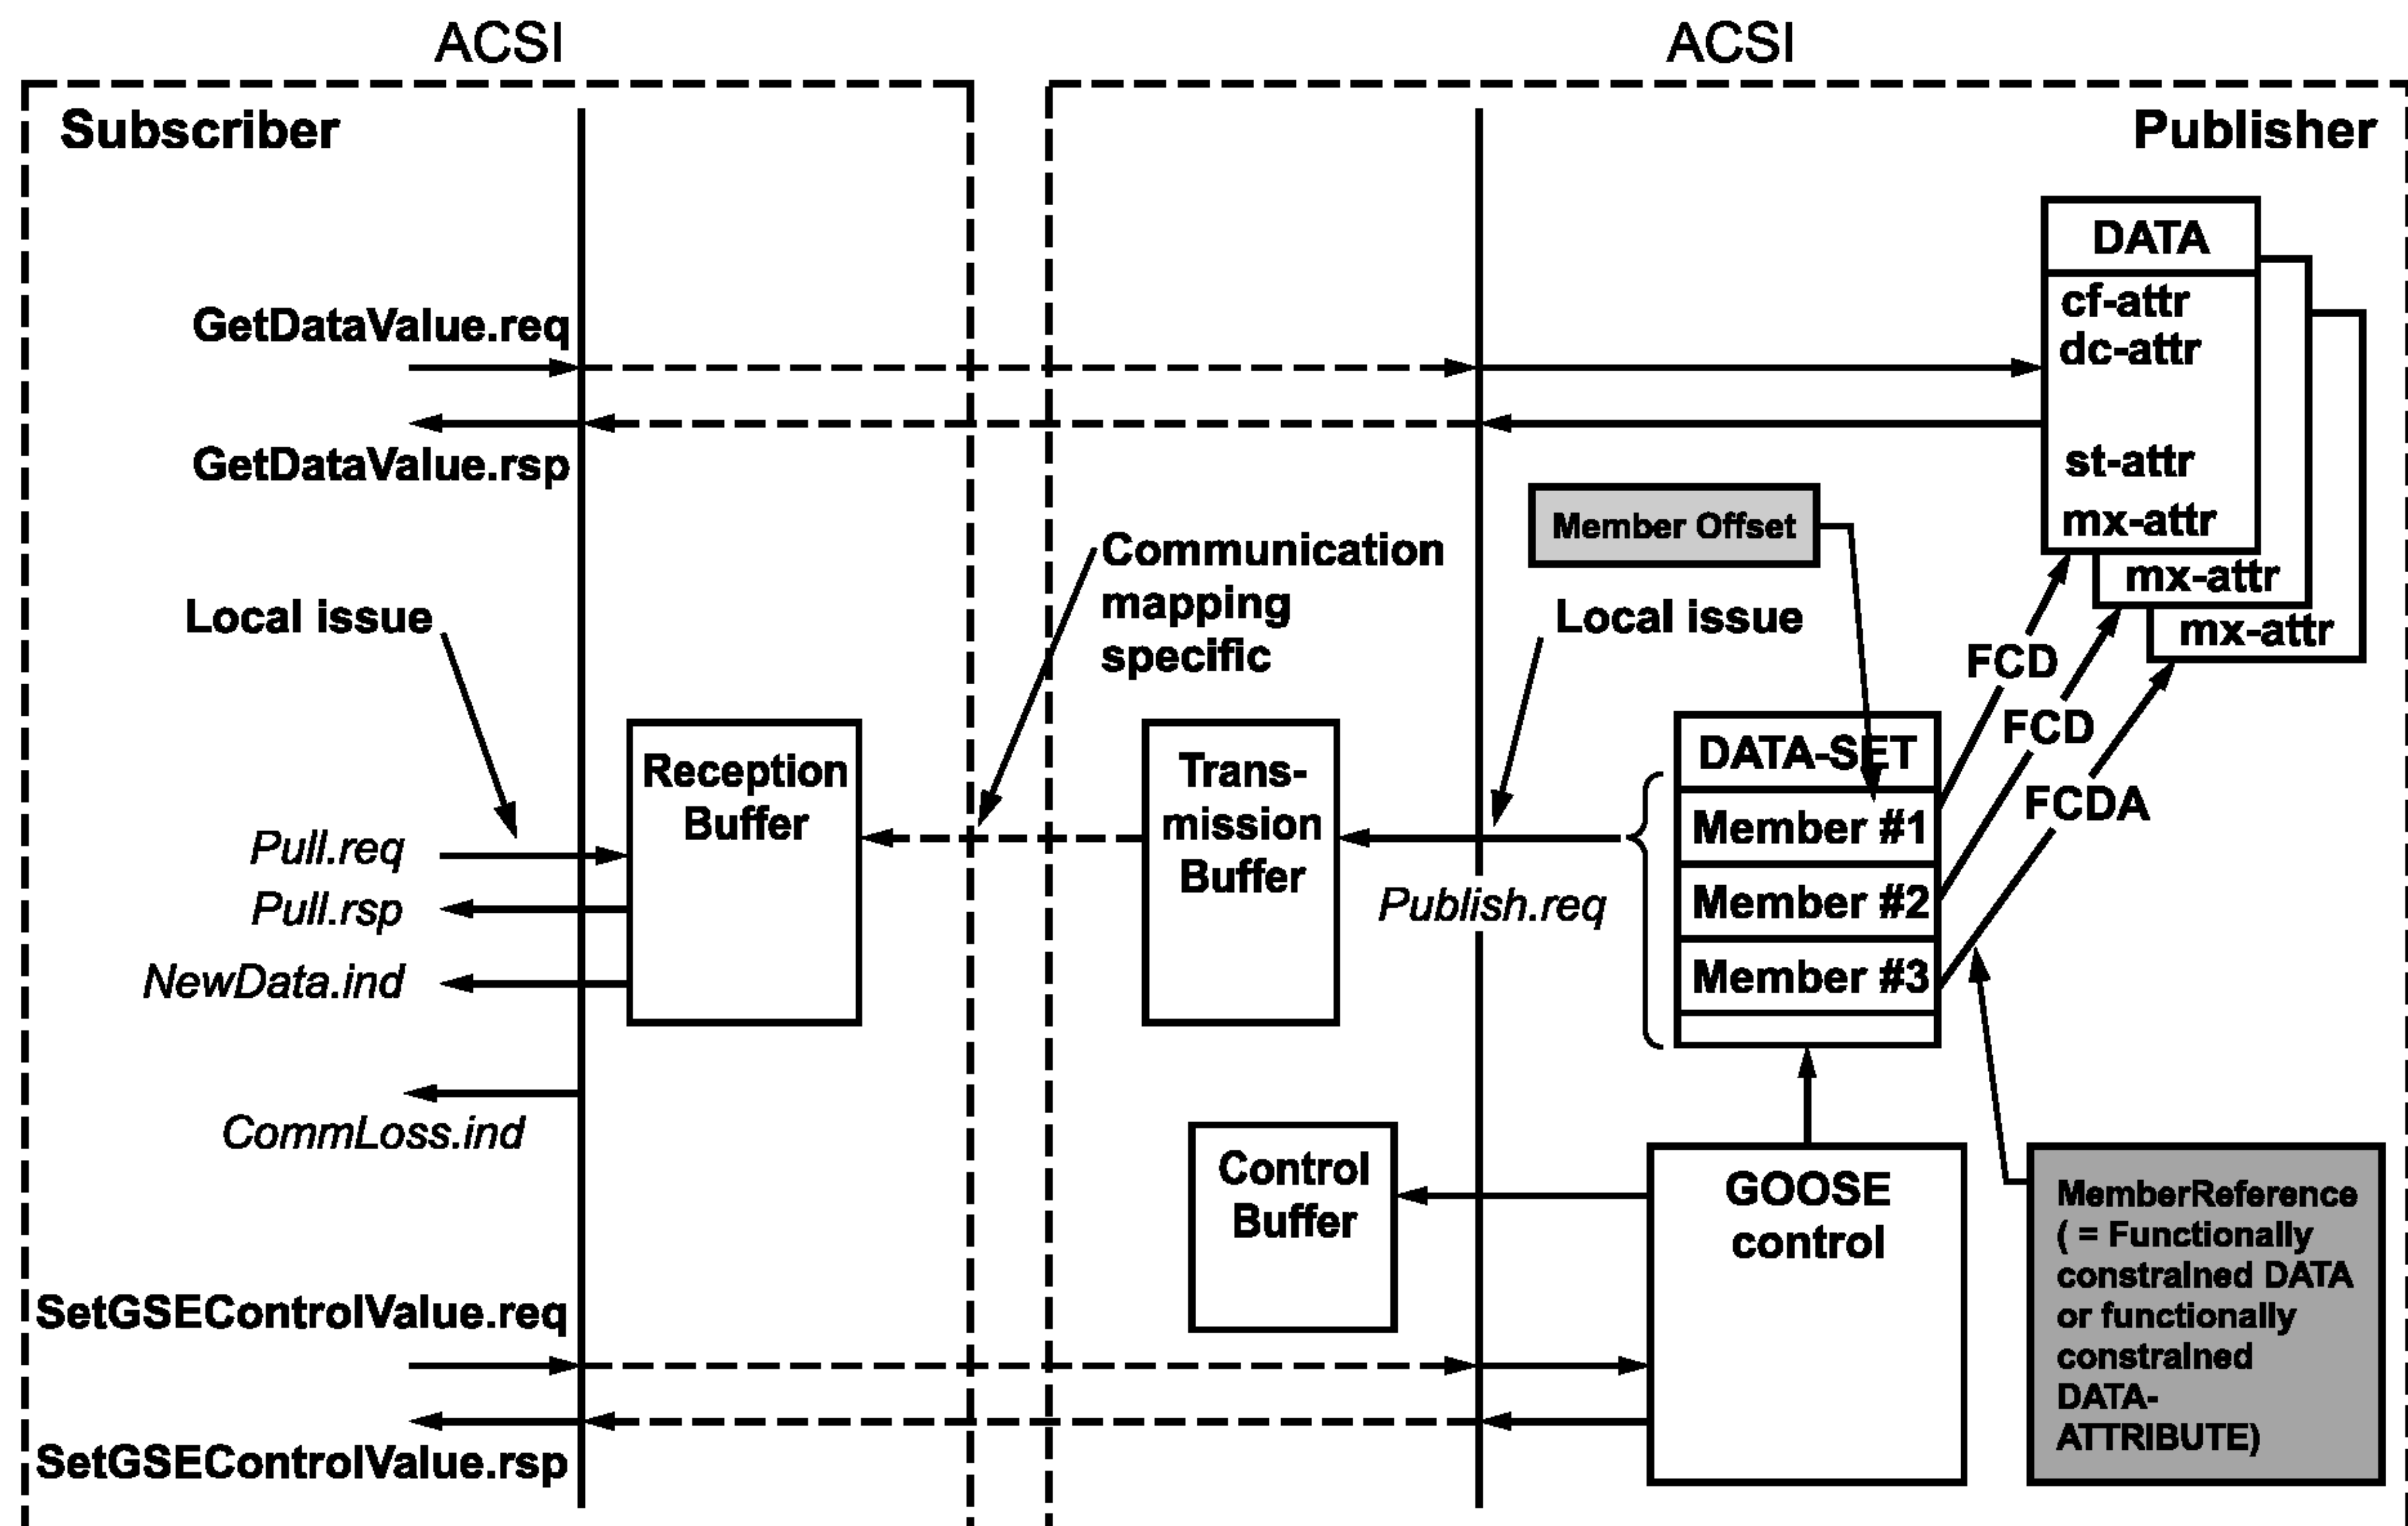 ACSI
ACSI
Subscriber
Publisher
DATA
cf-attr
dc-attr
st-attr
mx-attr
mx-attr
mx-attr
GetDataValue.req
GetDataValue.rsp
Member Offset
Communication
mapping
specific
Local issue
Local issue
FCD
FCD
FCDA
Reception
Buffer
Trans-
mission
Buffer
DATA-SET
Member #1
Member #2
Member #3
Pull.req
Pull.rsp
NewData.ind
Publish.req
CommLoss.ind
Control
Buffer
GOOSE
control
MemberReference
( = Functionally
constrained DATA
or functionally
constrained
DATA-
ATTRIBUTE)
SetGSEControlValue.req
SetGSEControlValue.rsp